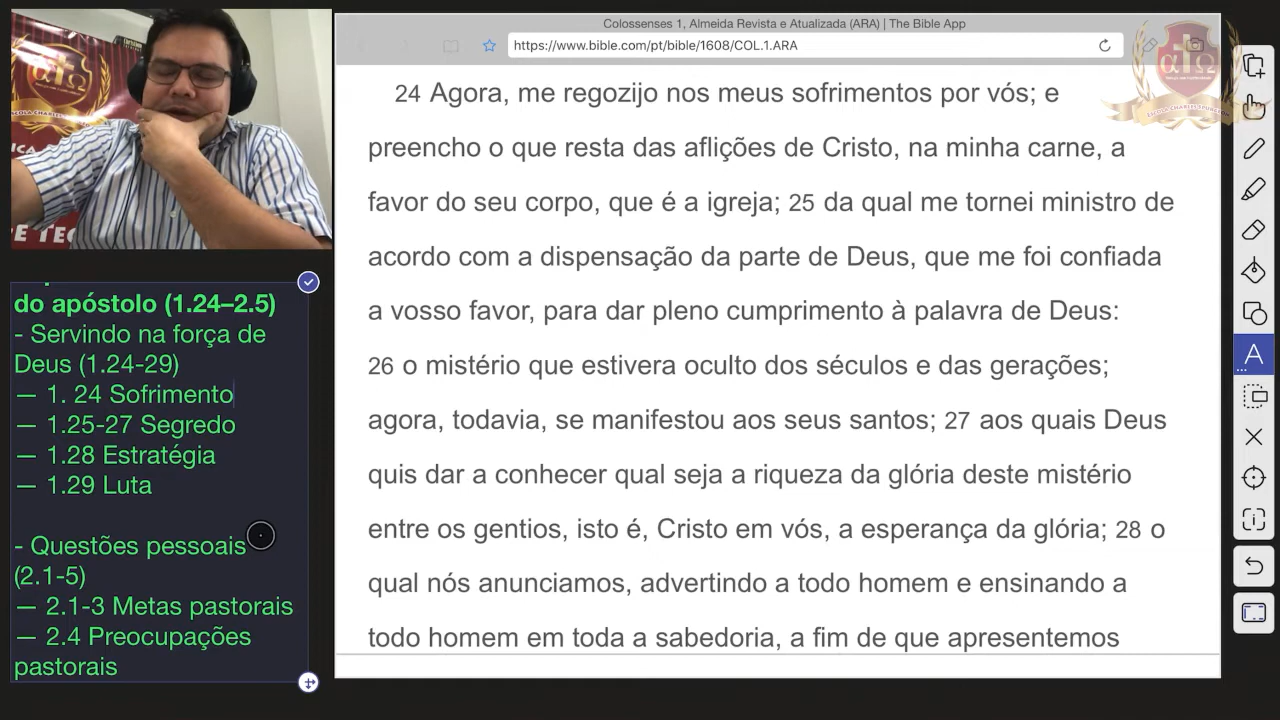 Colossenses 1, Almeida Revista e Atualizada (ARA) | The Bible App
https://www.bible.com/pt/bible/1608/COL.1.ARA
24 Agora, me regozijo nos meus sofrimentos por vós; e
preencho o que resta das aflições de Cristo, na minha carne, a
favor do seu corpo, que é a igreja; 25 da qual me tornei ministro de
acordo com a dispensação da parte de Deus, que me foi confiada
a vosso favor, para dar pleno cumprimento à palavra de Deus:
26 o mistério que estivera oculto dos séculos e das gerações;
agora, todavia, se manifestou aos seus santos; 27 aos quais Deus
quis dar a conhecer qual seja a riqueza da glória deste mistério
entre os gentios, isto é, Cristo em vós, a esperança da glória; 28 o
qual nós anunciamos, advertindo a todo homem e ensinando a
todo homem em toda a sabedoria, a fim de que apresentemos
do apóstolo (1.24–2.5)
- Servindo na força de
Deus (1.24-29)
— 1. 24 Sofrimento
— 1.25-27 Segredo
— 1.28 Estratégia
— 1.29 Luta
- Questões pessoais
(2.1-5)
— 2.1-3 Metas pastorais
— 2.4 Preocupações
pastorais
α Ω
ESCOLA CHARLES SPURGEON
A